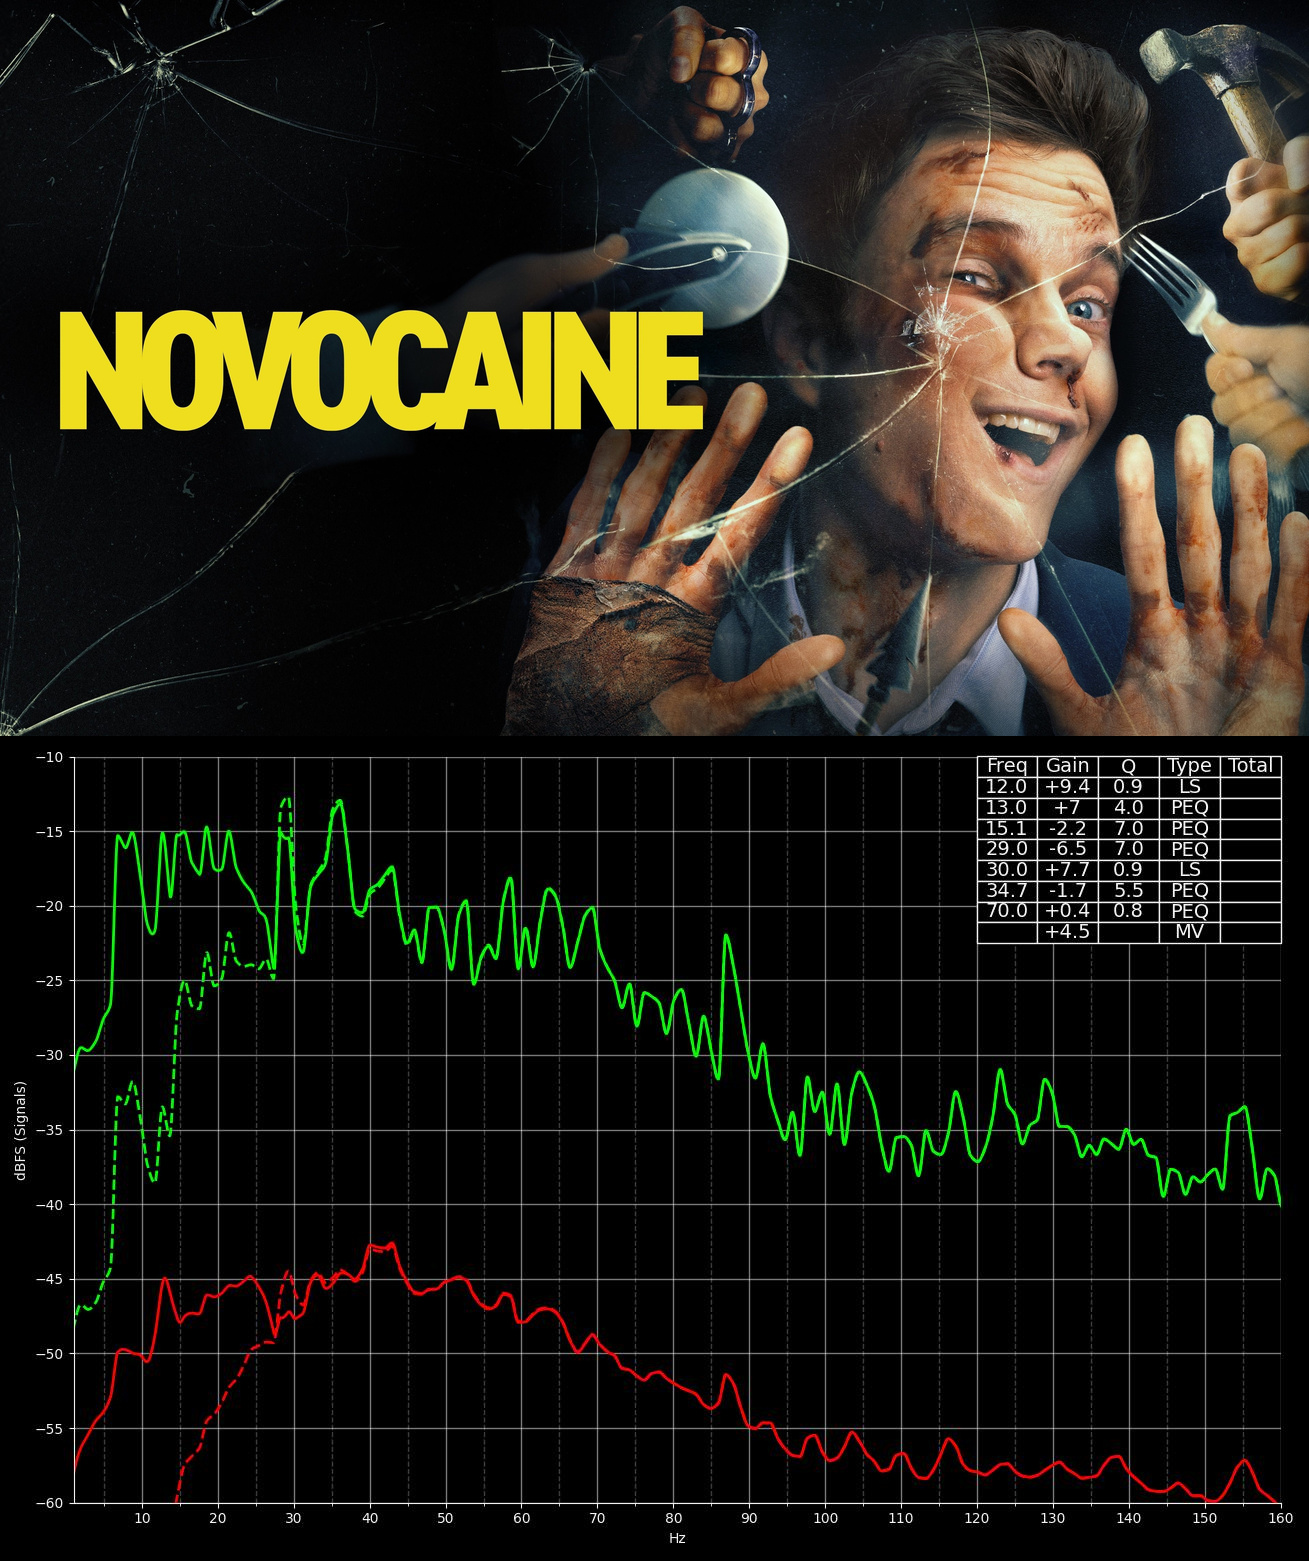 NOVOCAINE
Freq Gain Q Type Total
12.0 +9.4 0.9 LS
13.0 +7 4.0 PEQ
15.1 -2.2 7.0 PEQ
29.0 -6.5 7.0 PEQ
30.0 +7.7 0.9 LS
34.7 -1.7 5.5 PEQ
70.0 +0.4 0.8 PEQ
+4.5 MV
−10
−15
−20
−25
−30
−35
−40
−45
−50
−55
−60
dBFS (Signals)
10 20 30 40 50 60 70 80 90 100 110 120 130 140 150 160
Hz